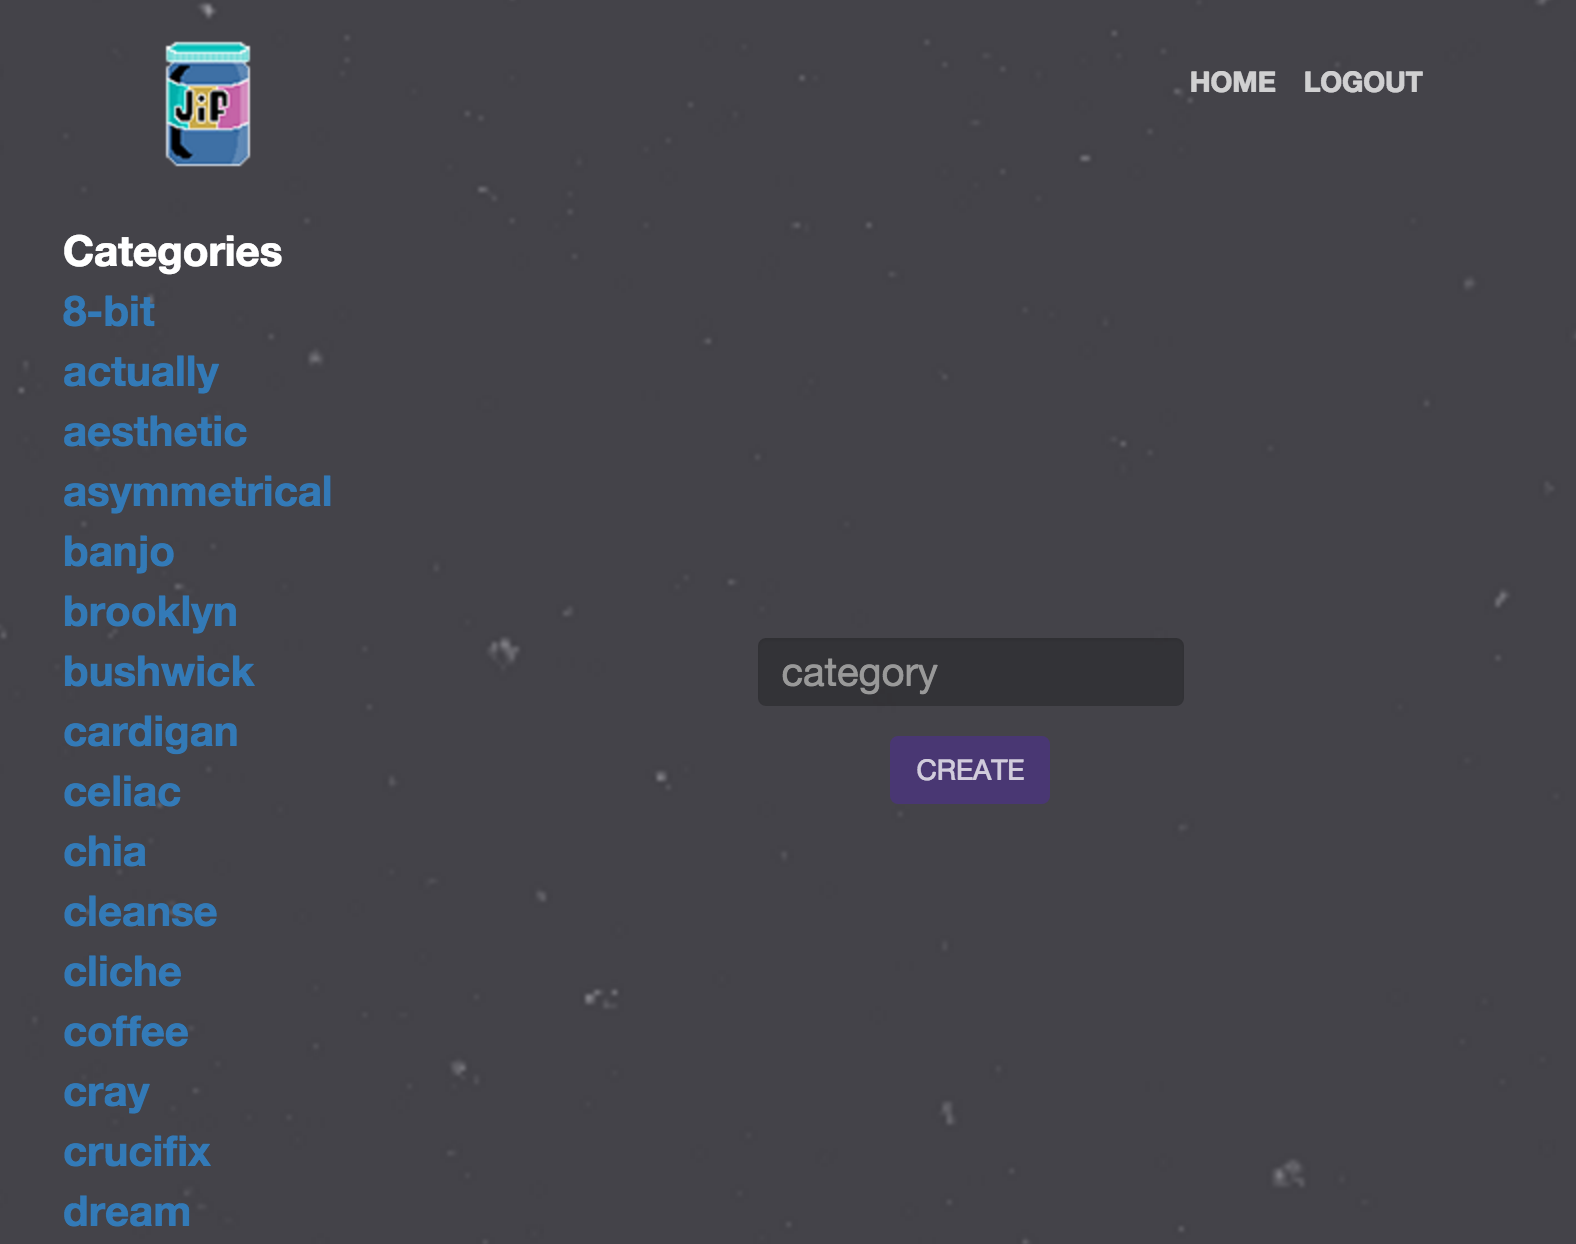 Jif
HOME LOGOUT
Categories
8-bit
actually
aesthetic
asymmetrical
banjo
brooklyn
bushwick
category
cardigan
CREATE
celiac
chia
cleanse
cliche
coffee
cray
crucifix
dream